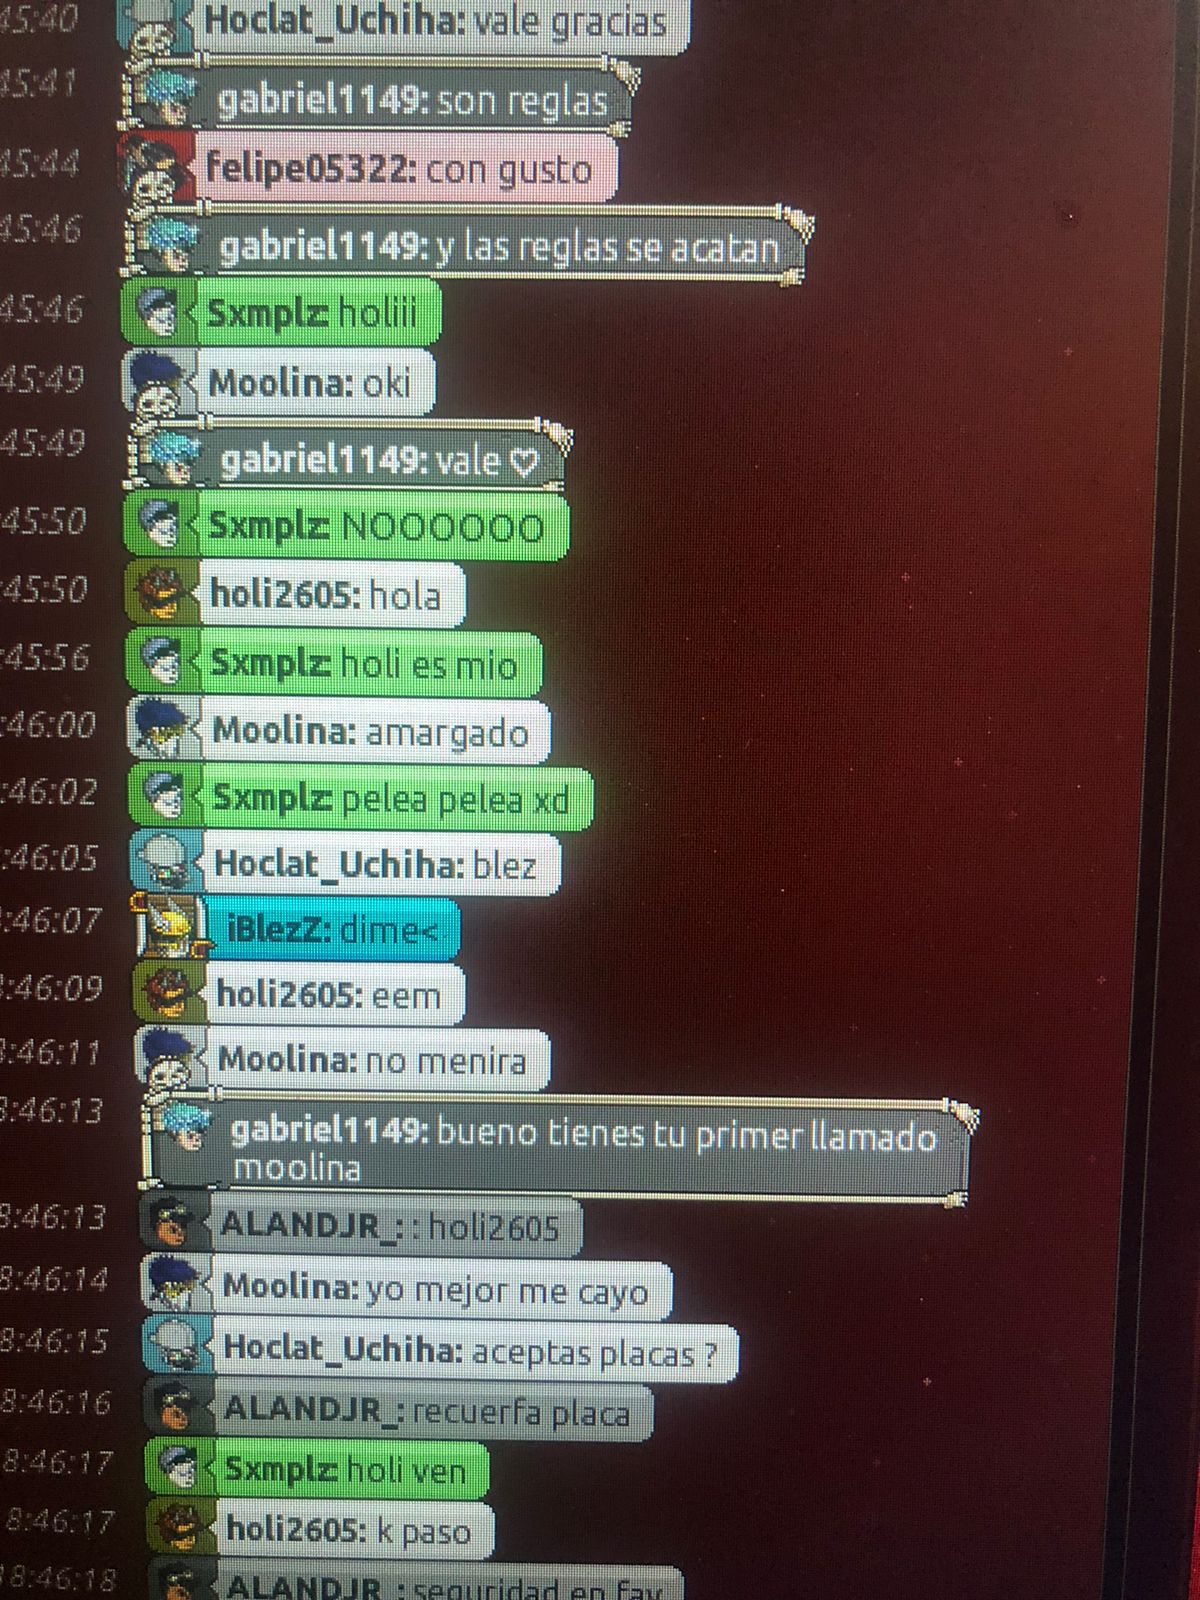 45:40 Hoclat_Uchiha: vale gracias
45:41 gabriel1149: son reglas
45:44 felipe05322: con gusto
45:46 gabriel1149: y las reglas se acatan
45:46 Sxmplz: holiii
45:49 Moolina: oki
45:49 gabriel1149: vale ♡
:45:50 Sxmplz: NOOOOOO
:45:50 holi2605: hola
:45:56 Sxmplz: holi es mio
:46:00 Moolina: amargado
:46:02 Sxmplz: pelea pelea xd
:46:05 Hoclat_Uchiha: blez
:46:07 iBlezZ: dime<
8:46:09 holi2605: eem
8:46:11 Moolina: no menira
8:46:13 gabriel1149: bueno tienes tu primer llamado
moolina
8:46:13 ALANDJR_: : holi2605
8:46:14 Moolina: yo mejor me cayo
8:46:15 Hoclat_Uchiha: aceptas placas ?
8:46:16 ALANDJR_: recuerfa placa
8:46:17 Sxmplz: holi ven
8:46:17 holi2605: k paso
18:46:18 ALANDJR_: seguridad en fav